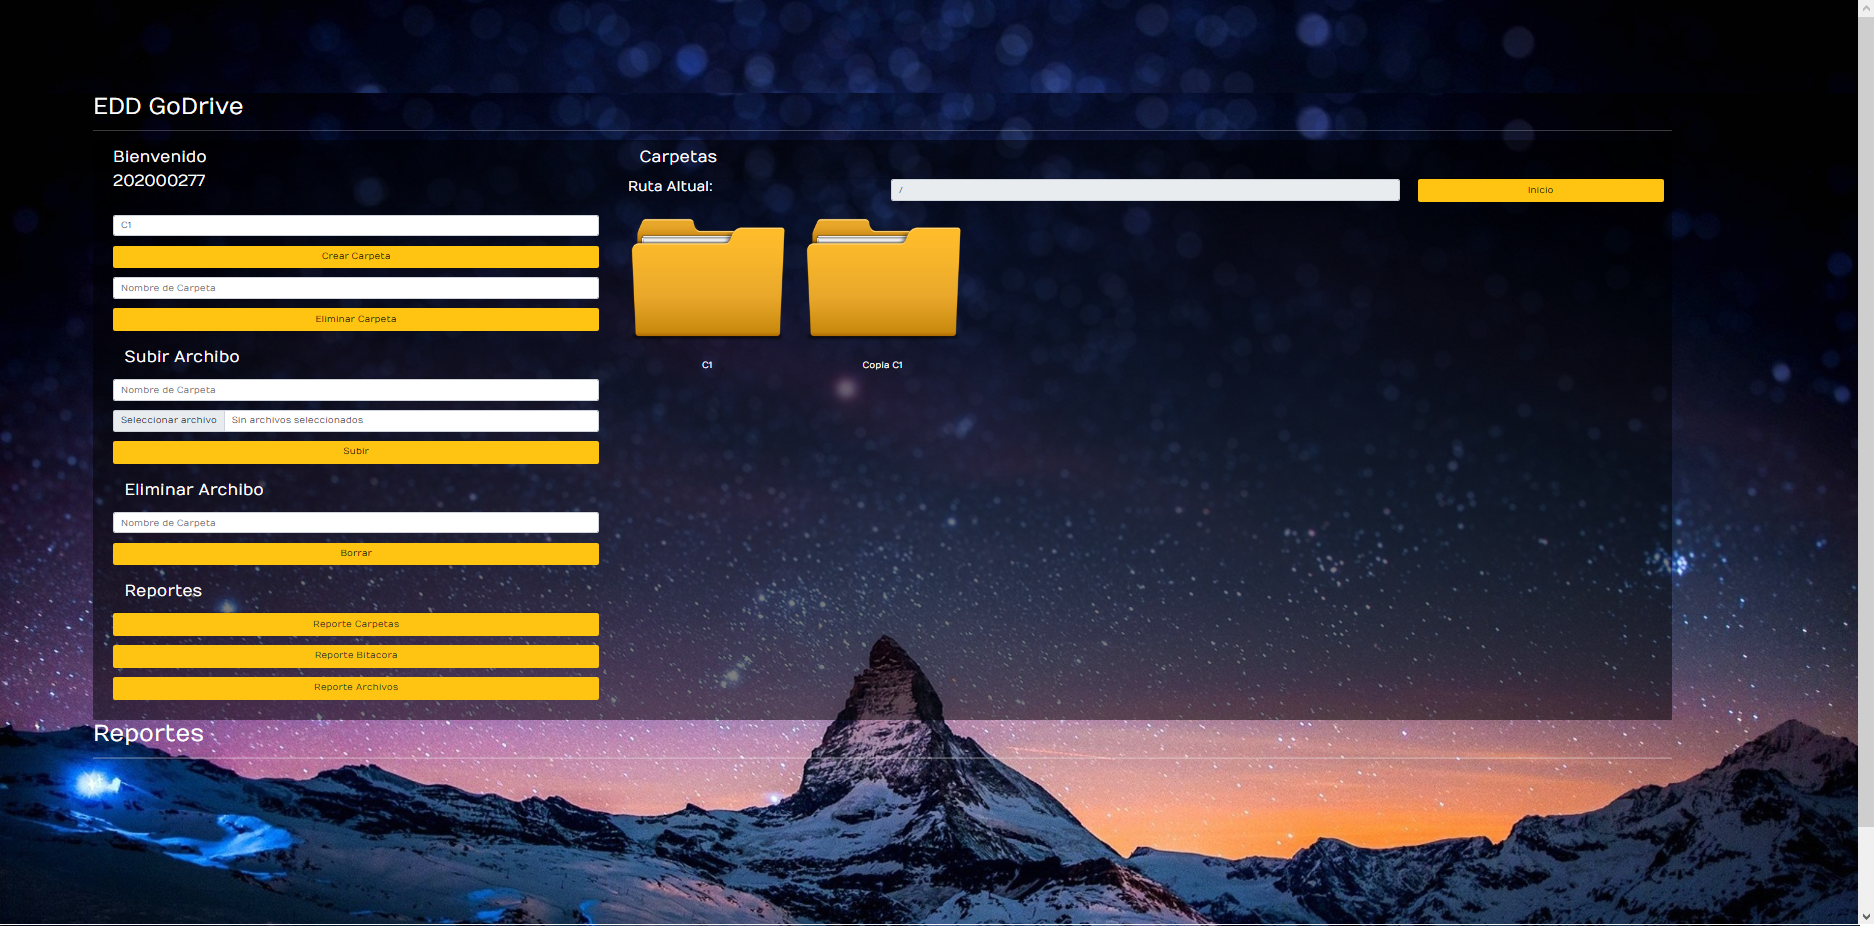 EDD GoDrive
Bienvenido
202000277
C1
Crear Carpeta
Nombre de Carpeta
Eliminar Carpeta
Subir Archibo
Nombre de Carpeta
Seleccionar archivo Sin archivos seleccionados
Subir
Eliminar Archibo
Nombre de Carpeta
Borrar
Reportes
Reporte Carpetas
Reporte Bitacora
Reporte Archivos
Carpetas
Ruta Altual: / Inicio
C1 Copia C1
Reportes